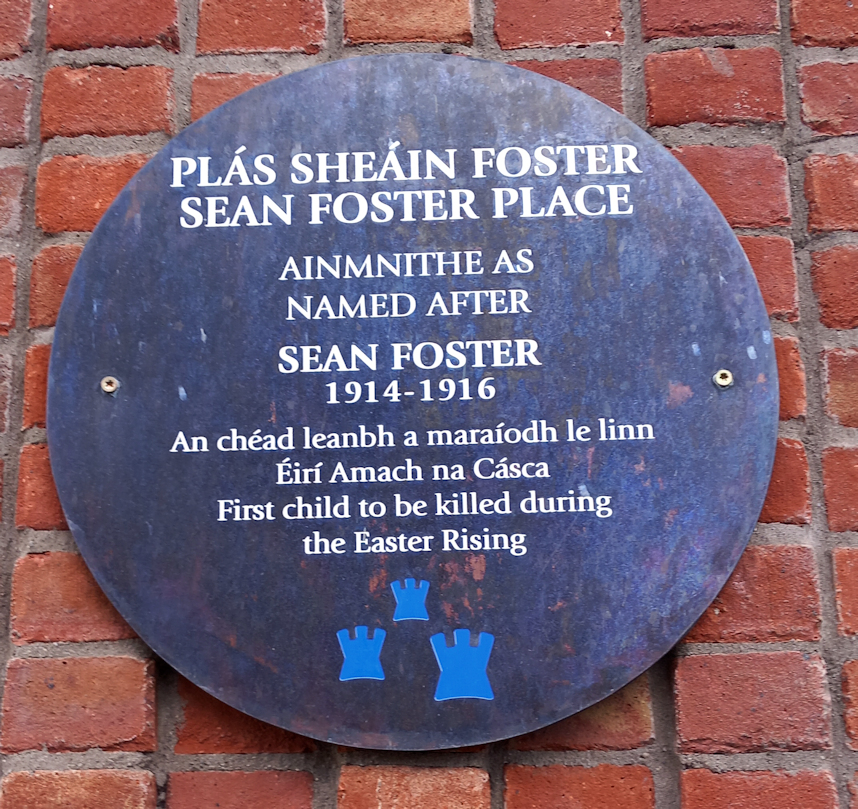 PLÁS SHEÁIN FOSTER
SEAN FOSTER PLACE
AINMNITHE AS
NAMED AFTER
SEAN FOSTER
1914-1916
An chéad leanbh a maraíodh le linn
Éirí Amach na Cásca
First child to be killed during
the Easter Rising